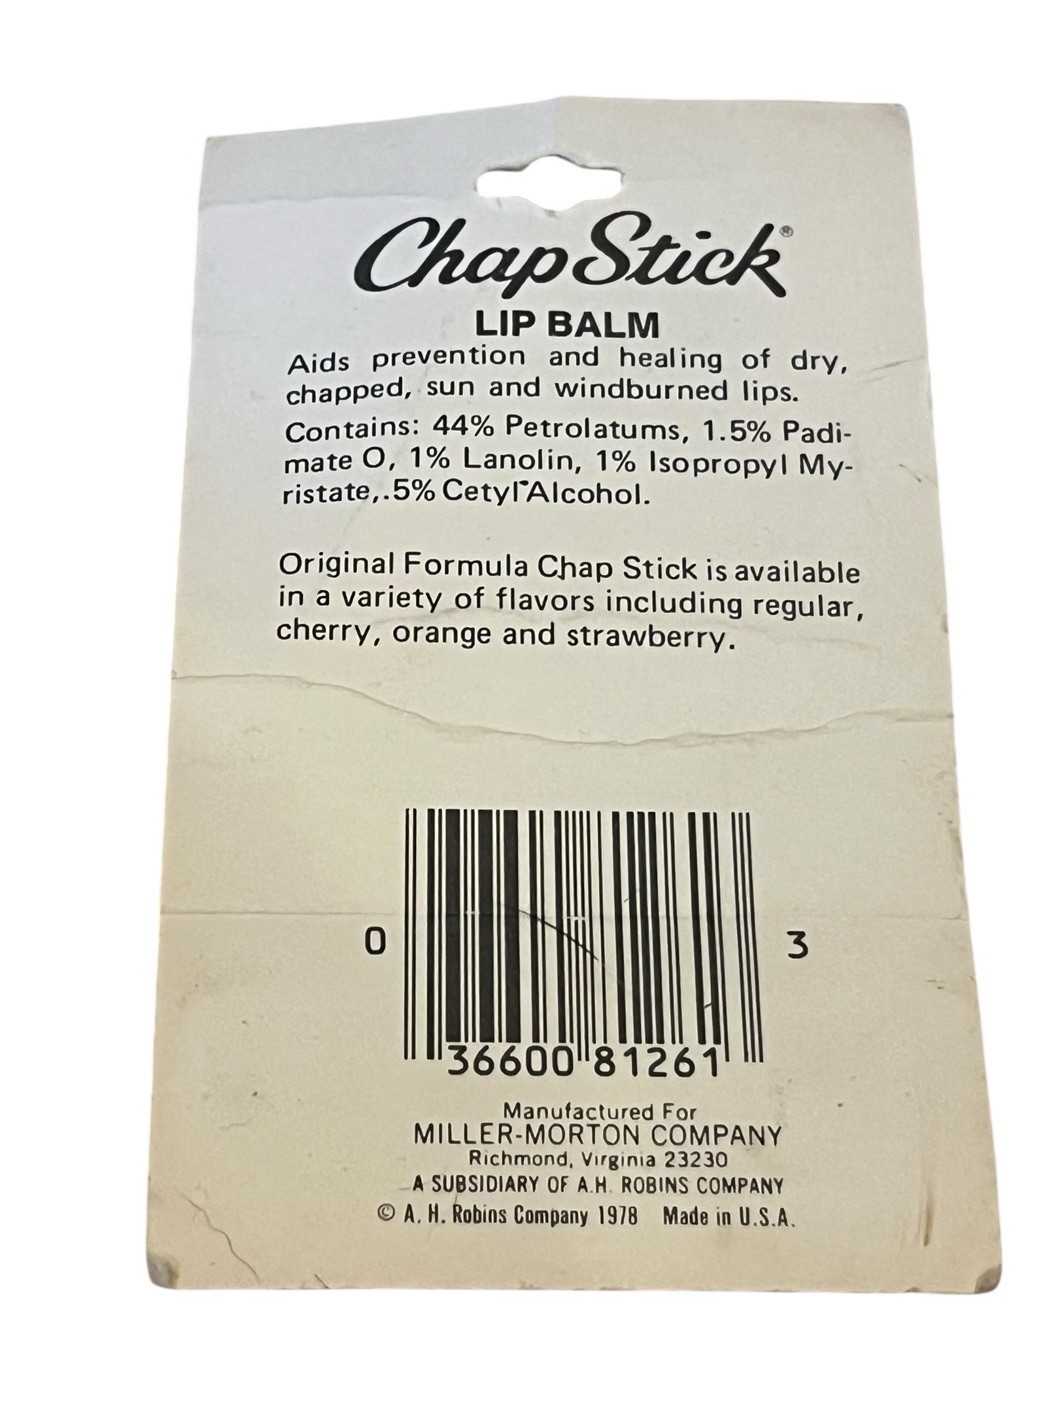 Chap Stick®
LIP BALM
Aids prevention and healing of dry,
chapped, sun and windburned lips.
Contains: 44% Petrolatums, 1.5% Padi-
mate O, 1% Lanolin, 1% Isopropyl My-
ristate, .5% Cetyl Alcohol.
Original Formula Chap Stick is available
in a variety of flavors including regular,
cherry, orange and strawberry.
0 36600 81261 3
Manufactured For
MILLER-MORTON COMPANY
Richmond, Virginia 23230
A SUBSIDIARY OF A.H. ROBINS COMPANY
© A. H. Robins Company 1978 Made in U.S.A.